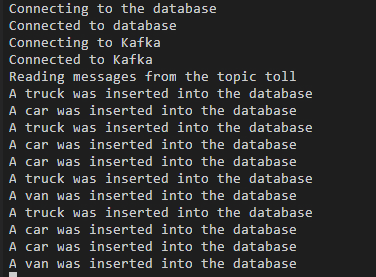 Connecting to the database
Connected to database
Connecting to Kafka
Connected to Kafka
Reading messages from the topic toll
A truck was inserted into the database
A car was inserted into the database
A truck was inserted into the database
A car was inserted into the database
A car was inserted into the database
A truck was inserted into the database
A van was inserted into the database
A truck was inserted into the database
A car was inserted into the database
A car was inserted into the database
A van was inserted into the database